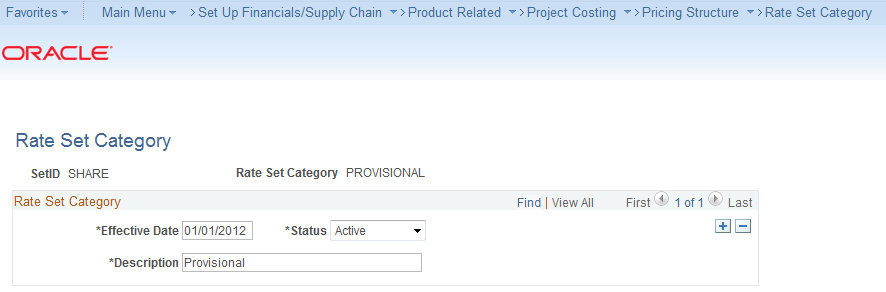 Favorites Main Menu > Set Up Financials/Supply Chain > Product Related > Project Costing > Pricing Structure > Rate Set Category
ORACLE
Rate Set Category
SetID SHARE Rate Set Category PROVISIONAL
Rate Set Category Find | View All First 1 of 1 Last
*Effective Date 01/01/2012 *Status Active
*Description Provisional